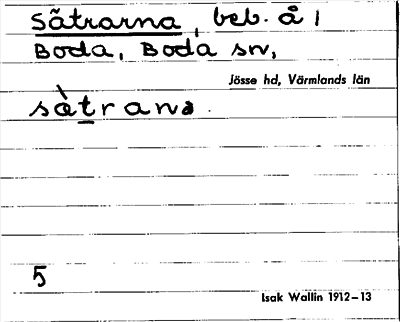 Sätrarna, beb. å /
Boda, Boda sn,
Jösse hd, Värmlands län
sàtrana.
5
Isak Wallin 1912–13